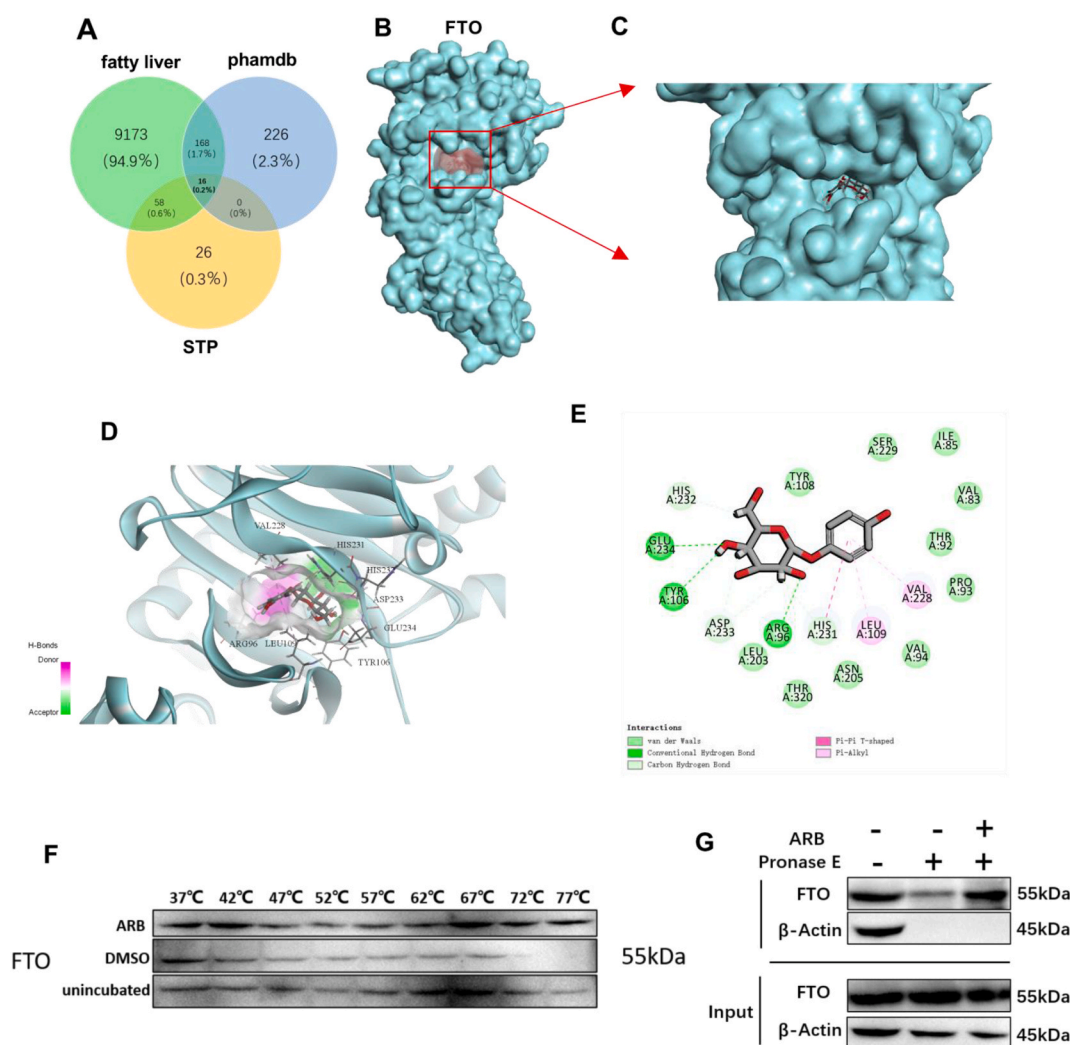 A
fatty liver
phamdb
9173
(94.9%)
168
(1.7%)
226
(2.3%)
16
(0.2%)
58
(0.6%)
0
(0%)
26
(0.3%)
STP
B
FTO
C
D
VAL228
HIS231
HIS232
ASP233
GLU234
ARG96
LEU109
TYR106
H-Bonds
Donor
Acceptor
E
SER
A:229
ILE
A:85
TYR
A:108
HIS
A:232
VAL
A:83
GLU
A:234
THR
A:92
TYR
A:106
PRO
A:93
VAL
A:228
ASP
A:233
ARG
A:96
HIS
A:231
LEU
A:109
LEU
A:203
VAL
A:94
ASN
A:205
THR
A:320
Interactions
van der Waals
Conventional Hydrogen Bond
Carbon Hydrogen Bond
Pi-Pi T-shaped
Pi-Alkyl
F
37℃ 42℃ 47℃ 52℃ 57℃ 62℃ 67℃ 72℃ 77℃
ARB
FTO DMSO 55kDa
unincubated
G
ARB - - +
Pronase E - + +
FTO 55kDa
β-Actin 45kDa
Input
FTO 55kDa
β-Actin 45kDa